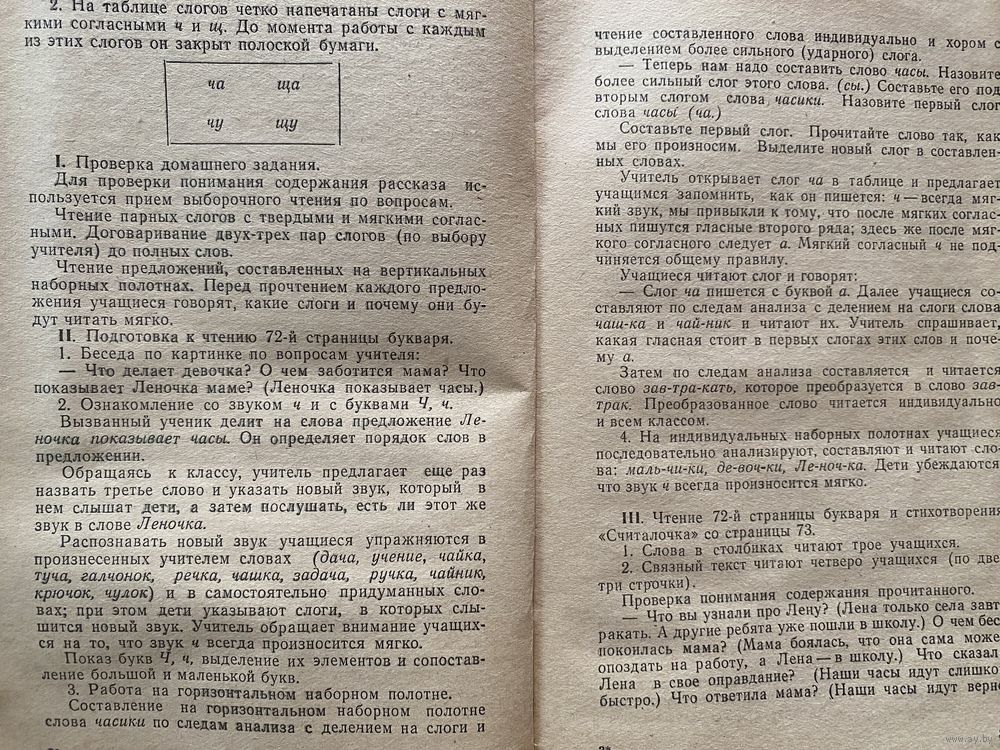 2. На таблице слогов четко напечатаны слоги с мяг-
кими согласными ч и щ. До момента работы с каждым
из этих слогов он закрыт полоской бумаги.
ча ща
чу щу
I. Проверка домашнего задания.
Для проверки понимания содержания рассказа ис-
пользуется прием выборочного чтения по вопросам.
Чтение парных слогов с твердыми и мягкими соглас-
ными. Договаривание двух-трех пар слогов (по выбору
учителя) до полных слов.
Чтение предложений, составленных на вертикальных
наборных полотнах. Перед прочтением каждого предло-
жения учащиеся говорят, какие слоги и почему они бу-
дут читать мягко.
II. Подготовка к чтению 72-й страницы букваря.
1. Беседа по картинке по вопросам учителя:
— Что делает девочка? О чем заботится мама? Что
показывает Леночка маме? (Леночка показывает часы.)
2. Ознакомление со звуком ч и с буквами Ч, ч.
Вызванный ученик делит на слова предложение Ле-
ночка показывает часы. Он определяет порядок слов в
предложении.
Обращаясь к классу, учитель предлагает еще раз
назвать третье слово и указать новый звук, который в
нем слышат дети, а затем послушать, есть ли этот же
звук в слове Леночка.
Распознавать новый звук учащиеся упражняются в
произнесенных учителем словах (дача, учение, чайка,
туча, галчонок, речка, чашка, задача, ручка, чайник,
крючок, чулок) и в самостоятельно придуманных сло-
вах; при этом дети указывают слоги, в которых слы-
шится новый звук. Учитель обращает внимание учащих-
ся на то, что звук ч всегда произносится мягко.
Показ букв Ч, ч, выделение их элементов и сопостав-
ление большой и маленькой букв.
3. Работа на горизонтальном наборном полотне.
Составление на горизонтальном наборном полотне
слова часики по следам анализа с делением на слоги и
чтение составленного слова индивидуально и хором с
выделением более сильного (ударного) слога.
— Теперь нам надо составить слово часы. Назовите
более сильный слог этого слова. (сы.) Составьте его под
вторым слогом слова часики. Назовите первый слог
слова часы (ча.)
Составьте первый слог. Прочитайте слово так, как
мы его произносим. Выделите новый слог в составлен-
ных словах.
Учитель открывает слог ча в таблице и предлагает
учащимся запомнить, как он пишется: ч — всегда мяг-
кий звук, мы привыкли к тому, что после мягких соглас-
ных пишутся гласные второго ряда; здесь же после мяг-
кого согласного следует а. Мягкий согласный ч не под-
чиняется общему правилу.
Учащиеся читают слог и говорят:
— Слог ча пишется с буквой а. Далее учащиеся со-
ставляют по следам анализа с делением на слоги слова
чаш-ка и чай-ник и читают их. Учитель спрашивает,
какая гласная стоит в первых слогах этих слов и поче-
му а.
Затем по следам анализа составляется и читается
слово зав-тра-кать, которое преобразуется в слово зав-
трак. Преобразованное слово читается индивидуально
и всем классом.
4. На индивидуальных наборных полотнах учащиеся
последовательно анализируют, составляют и читают сло-
ва: маль-чи-ки, де-воч-ки, Ле-ноч-ка. Дети убеждаются
что звук ч всегда произносится мягко.
III. Чтение 72-й страницы букваря и стихотворения
«Считалочка» со страницы 73.
1. Слова в столбиках читают трое учащихся.
2. Связный текст читают четверо учащихся (по две
три строчки).
Проверка понимания содержания прочитанного.
— Что вы узнали про Лену? (Лена только села завт
ракать. А другие ребята уже пошли в школу.) О чем бес
покоилась мама? (Мама боялась, что она сама може
опоздать на работу, а Лена — в школу.) Что сказал
Лена в свое оправдание? (Наши часы идут слишко
быстро.) Что ответила мама? (Наши часы идут верно
www.ay.by